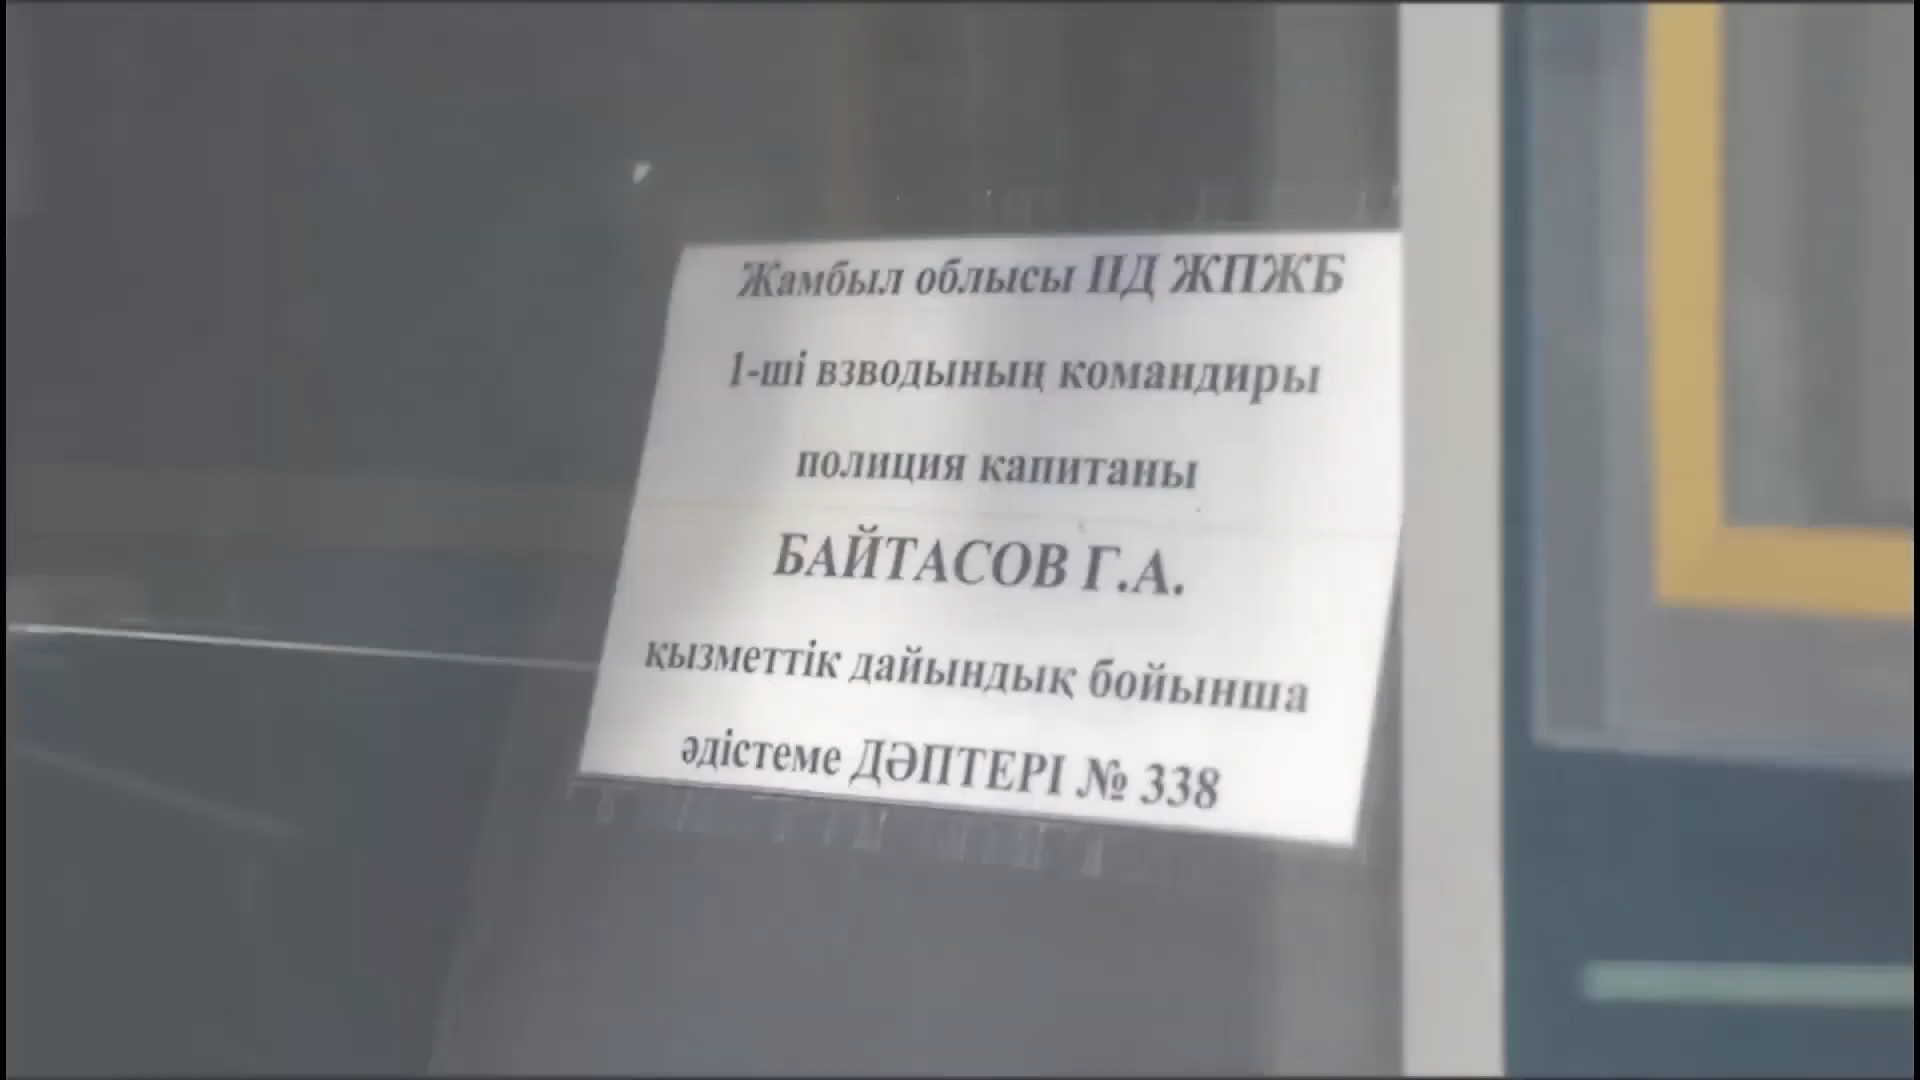 Жамбыл облысы ПД ЖПЖБ
1-ші взводының командиры
полиция капитаны
БАЙТАСОВ Г.А.
қызметтік дайындық бойынша
әдістеме ДӘПТЕРІ № 338